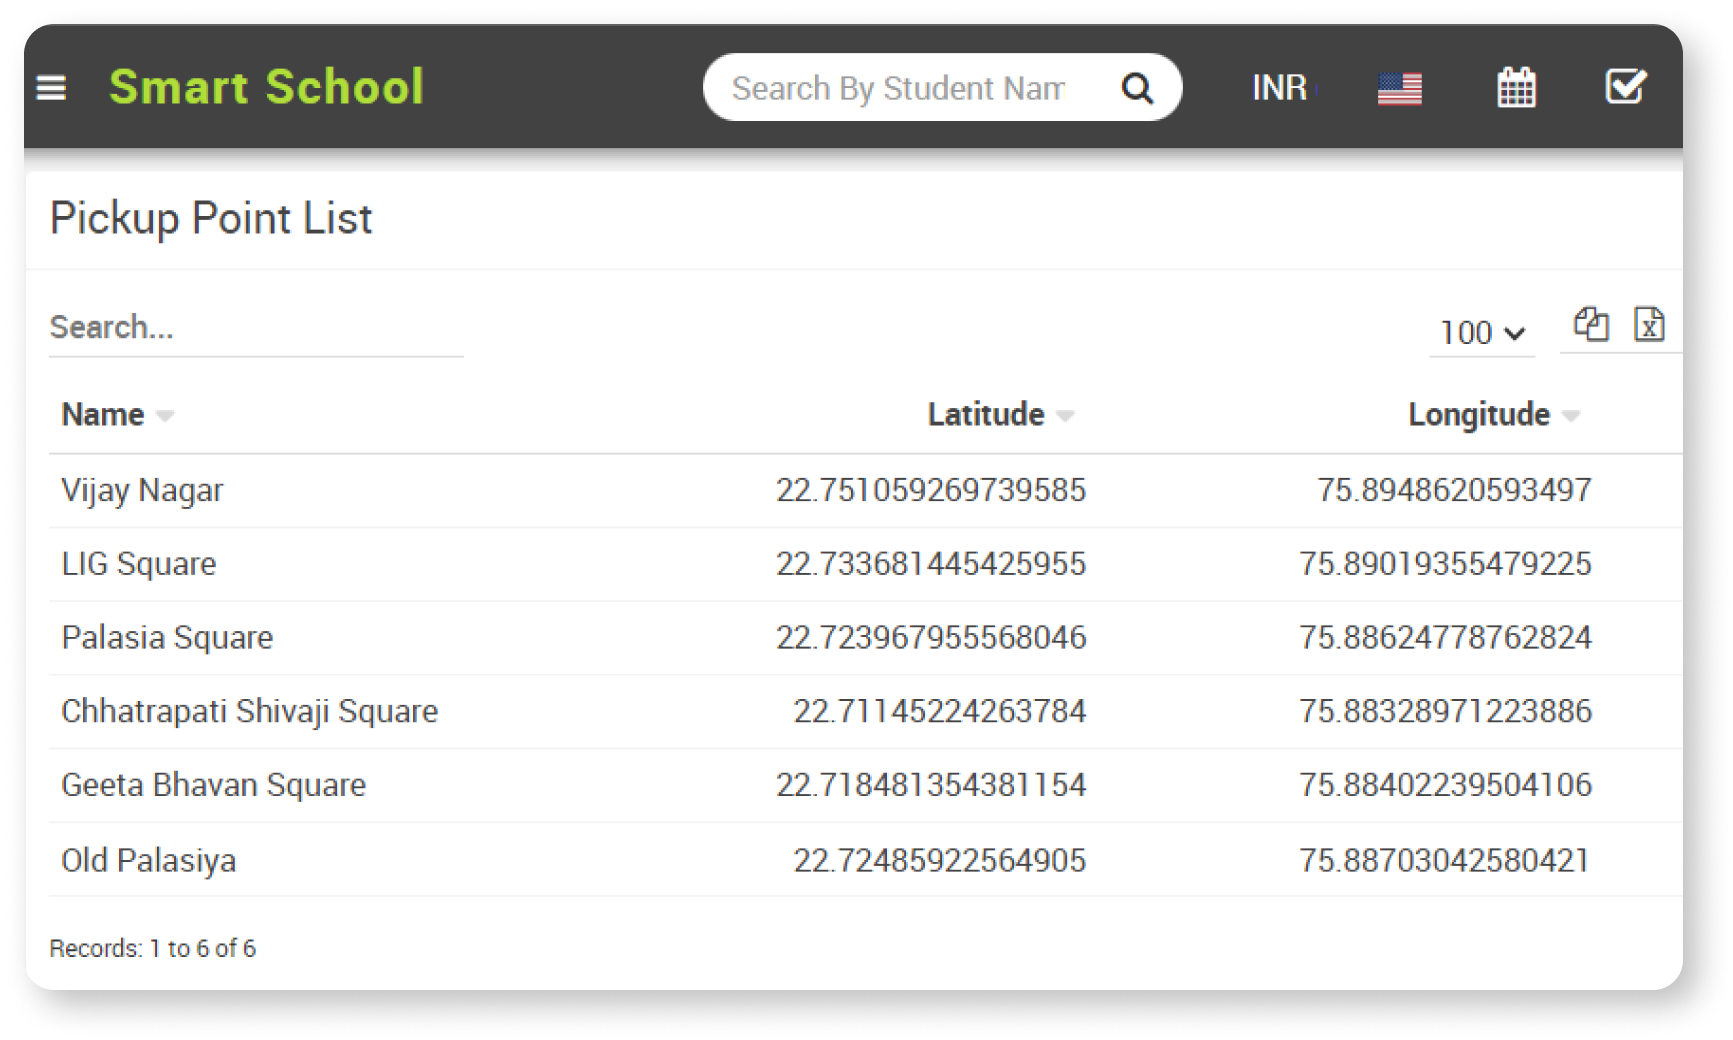 Smart School
Search By Student Nam
INR
Pickup Point List
Search...
100
Name Latitude Longitude
Vijay Nagar 22.751059269739585 75.8948620593497
LIG Square 22.733681445425955 75.89019355479225
Palasia Square 22.723967955568046 75.88624778762824
Chhatrapati Shivaji Square 22.71145224263784 75.88328971223886
Geeta Bhavan Square 22.718481354381154 75.88402239504106
Old Palasiya 22.72485922564905 75.88703042580421
Records: 1 to 6 of 6